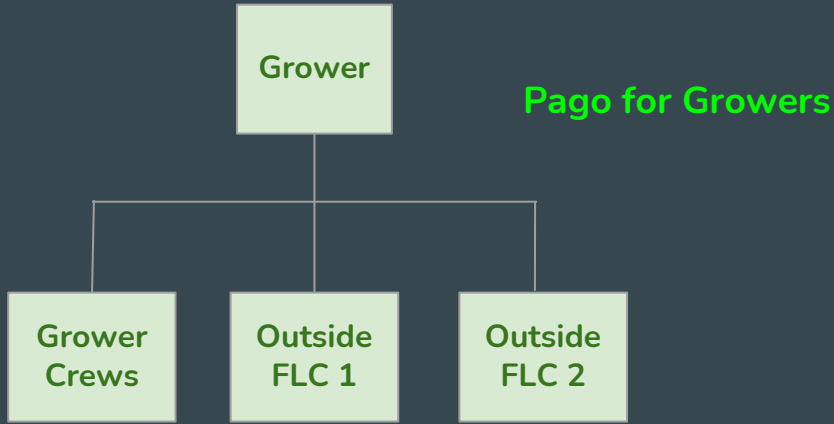 Grower
Pago for Growers
Grower
Crews
Outside
FLC 1
Outside
FLC 2